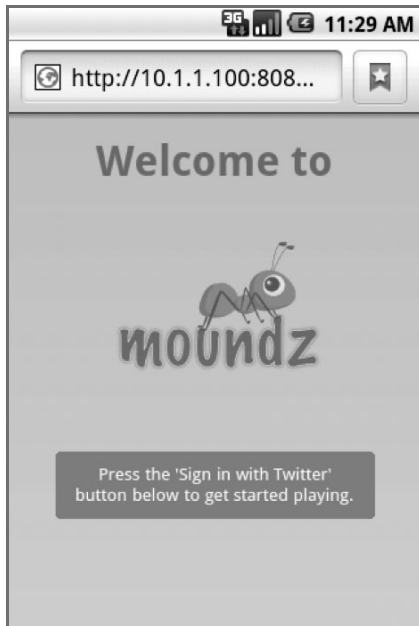 3G 11:29 AM
http://10.1.1.100:808...
Welcome to
moundz
Press the 'Sign in with Twitter'
button below to get started playing.